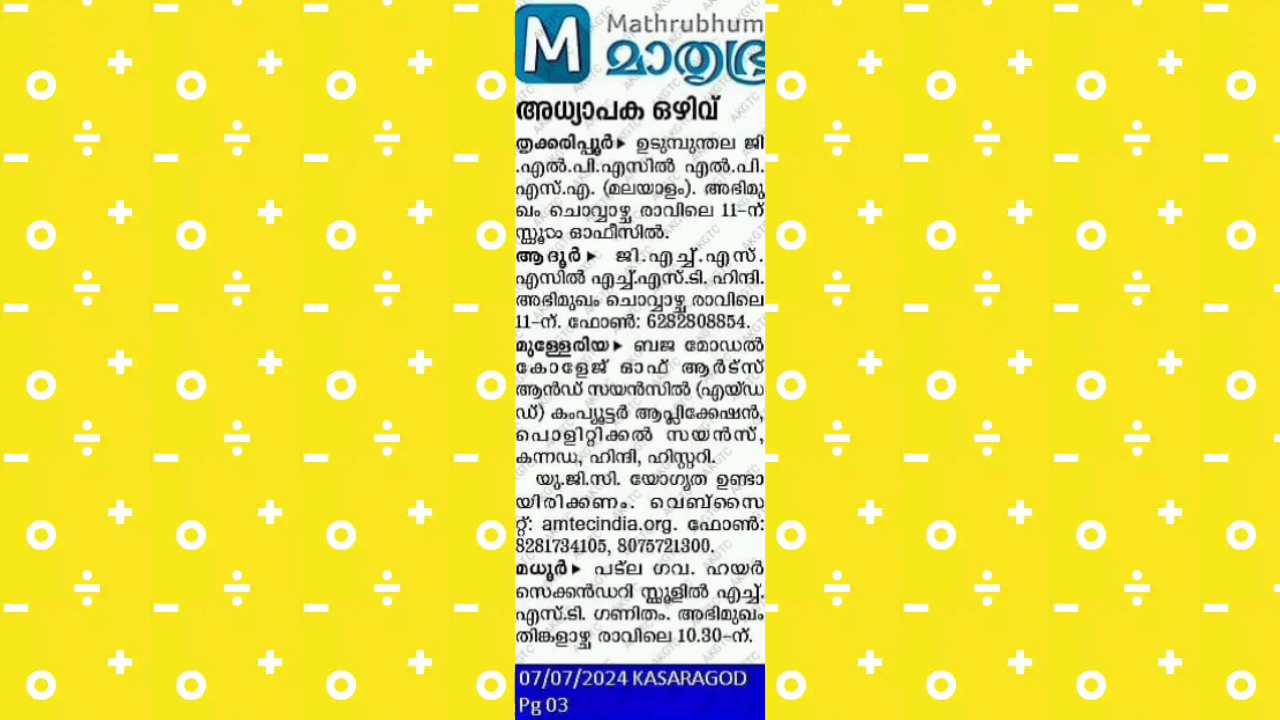 M Mathrubhum
മാതൃഭൂ
അധ്യാപക ഒഴിവ്
തൃക്കരിപ്പൂർ▸ ഉടുമ്പുന്തല ജി
.എൽ.പി.എസിൽ എൽ.പി.
എസ്.എ. (മലയാളം). അഭിമു
ഖം ചൊവ്വാഴ്ച രാവിലെ 11-ന്
സ്കൂൾ ഓഫീസിൽ.
ആദൂർ▸ ജി.എച്ച്.എസ്.
എസിൽ എച്ച്.എസ്.ടി. ഹിന്ദി.
അഭിമുഖം ചൊവ്വാഴ്ച രാവിലെ
11-ന്. ഫോൺ: 6282808854.
മുള്ളേരിയ▸ ബജ മോഡൽ
കോളേജ് ഓഫ് ആർട്സ്
ആൻഡ് സയൻസിൽ (എയ്ഡ
ഡ്) കംപ്യൂട്ടർ ആപ്ലിക്കേഷൻ,
പൊളിറ്റിക്കൽ സയൻസ്,
കന്നഡ, ഹിന്ദി, ഹിസ്റ്ററി.
യു.ജി.സി. യോഗ്യത ഉണ്ടാ
യിരിക്കണം. വെബ്സൈ
റ്റ്: amtecindia.org. ഫോൺ:
8281734105, 8075721300.
മധൂർ▸ പട്‌ല ഗവ. ഹയർ
സെക്കൻഡറി സ്കൂളിൽ എച്ച്.
എസ്.ടി. ഗണിതം. അഭിമുഖം
തിങ്കളാഴ്ച രാവിലെ 10.30-ന്.
07/07/2024 KASARAGOD
Pg 03